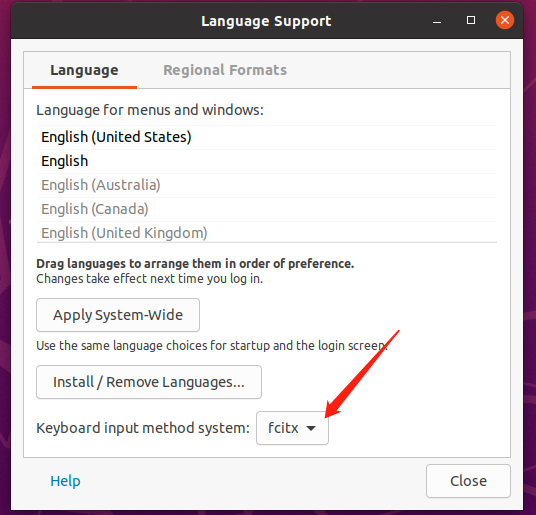 Language Support
Language
Regional Formats
Language for menus and windows:
English (United States)
English
English (Australia)
English (Canada)
English (United Kingdom)
Drag languages to arrange them in order of preference.
Changes take effect next time you log in.
Apply System-Wide
Use the same language choices for startup and the login screen.
Install / Remove Languages...
Keyboard input method system: fcitx
Help
Close